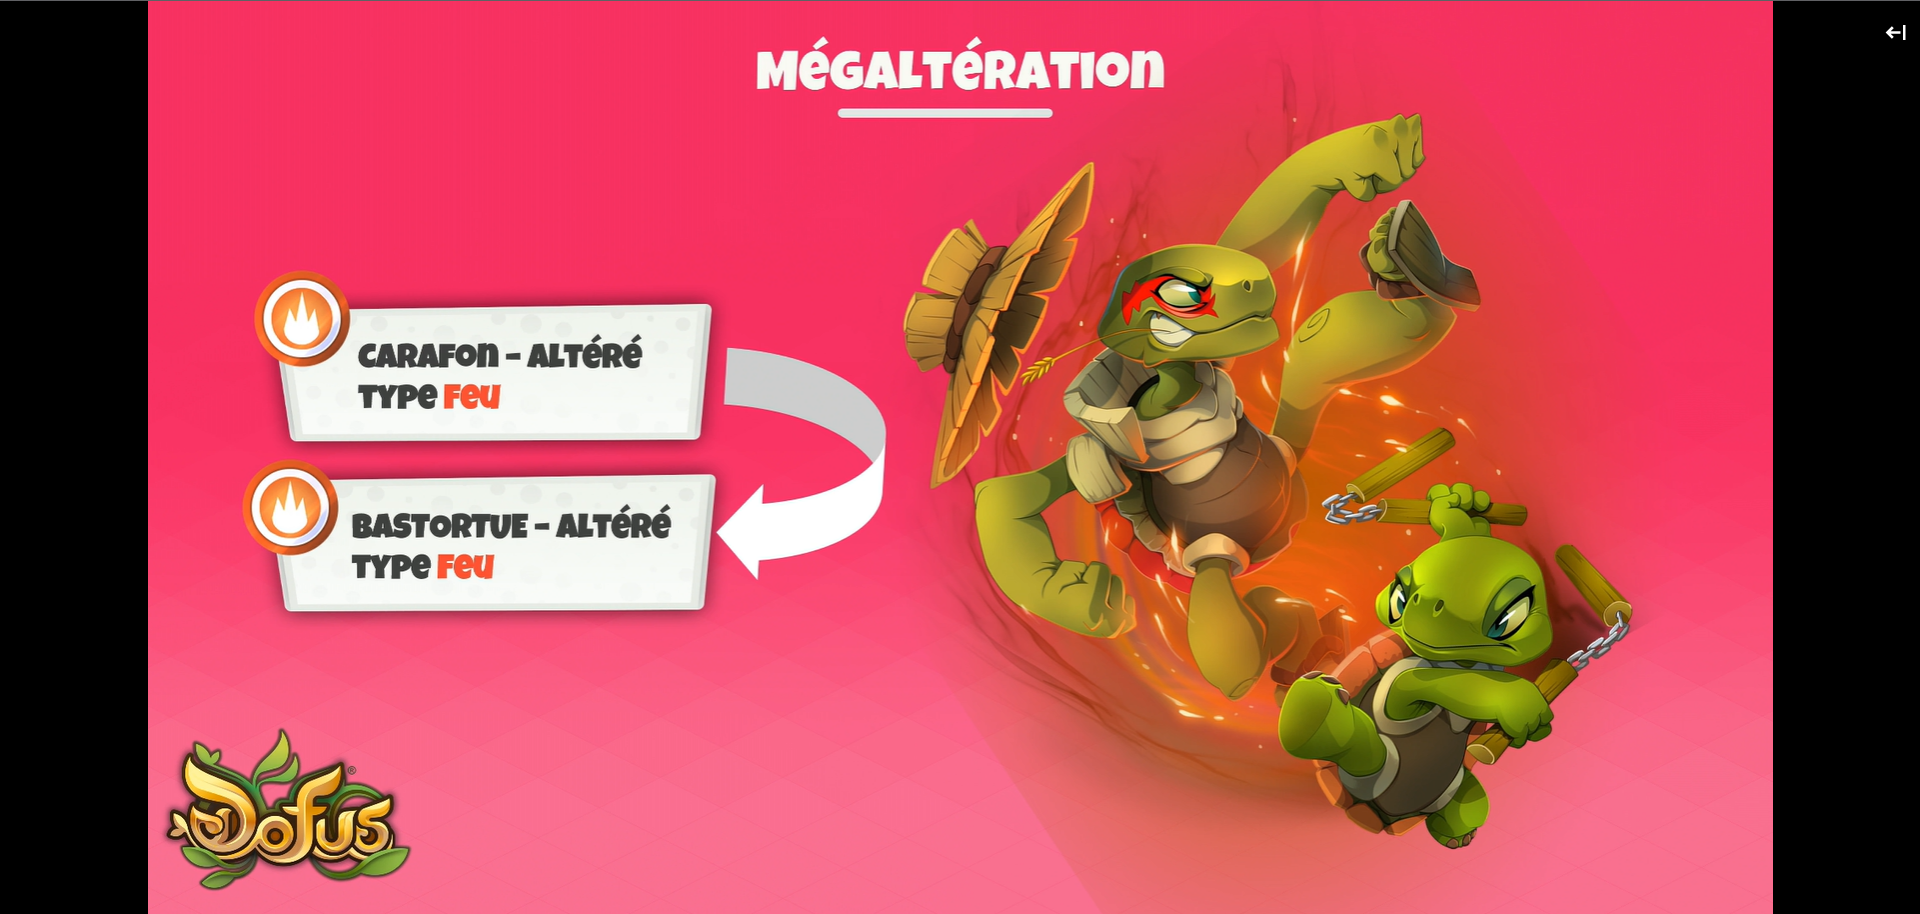 Mégaltération
Carafon – Altéré
Type Feu
Bastortue – Altéré
Type Feu
Dofus®